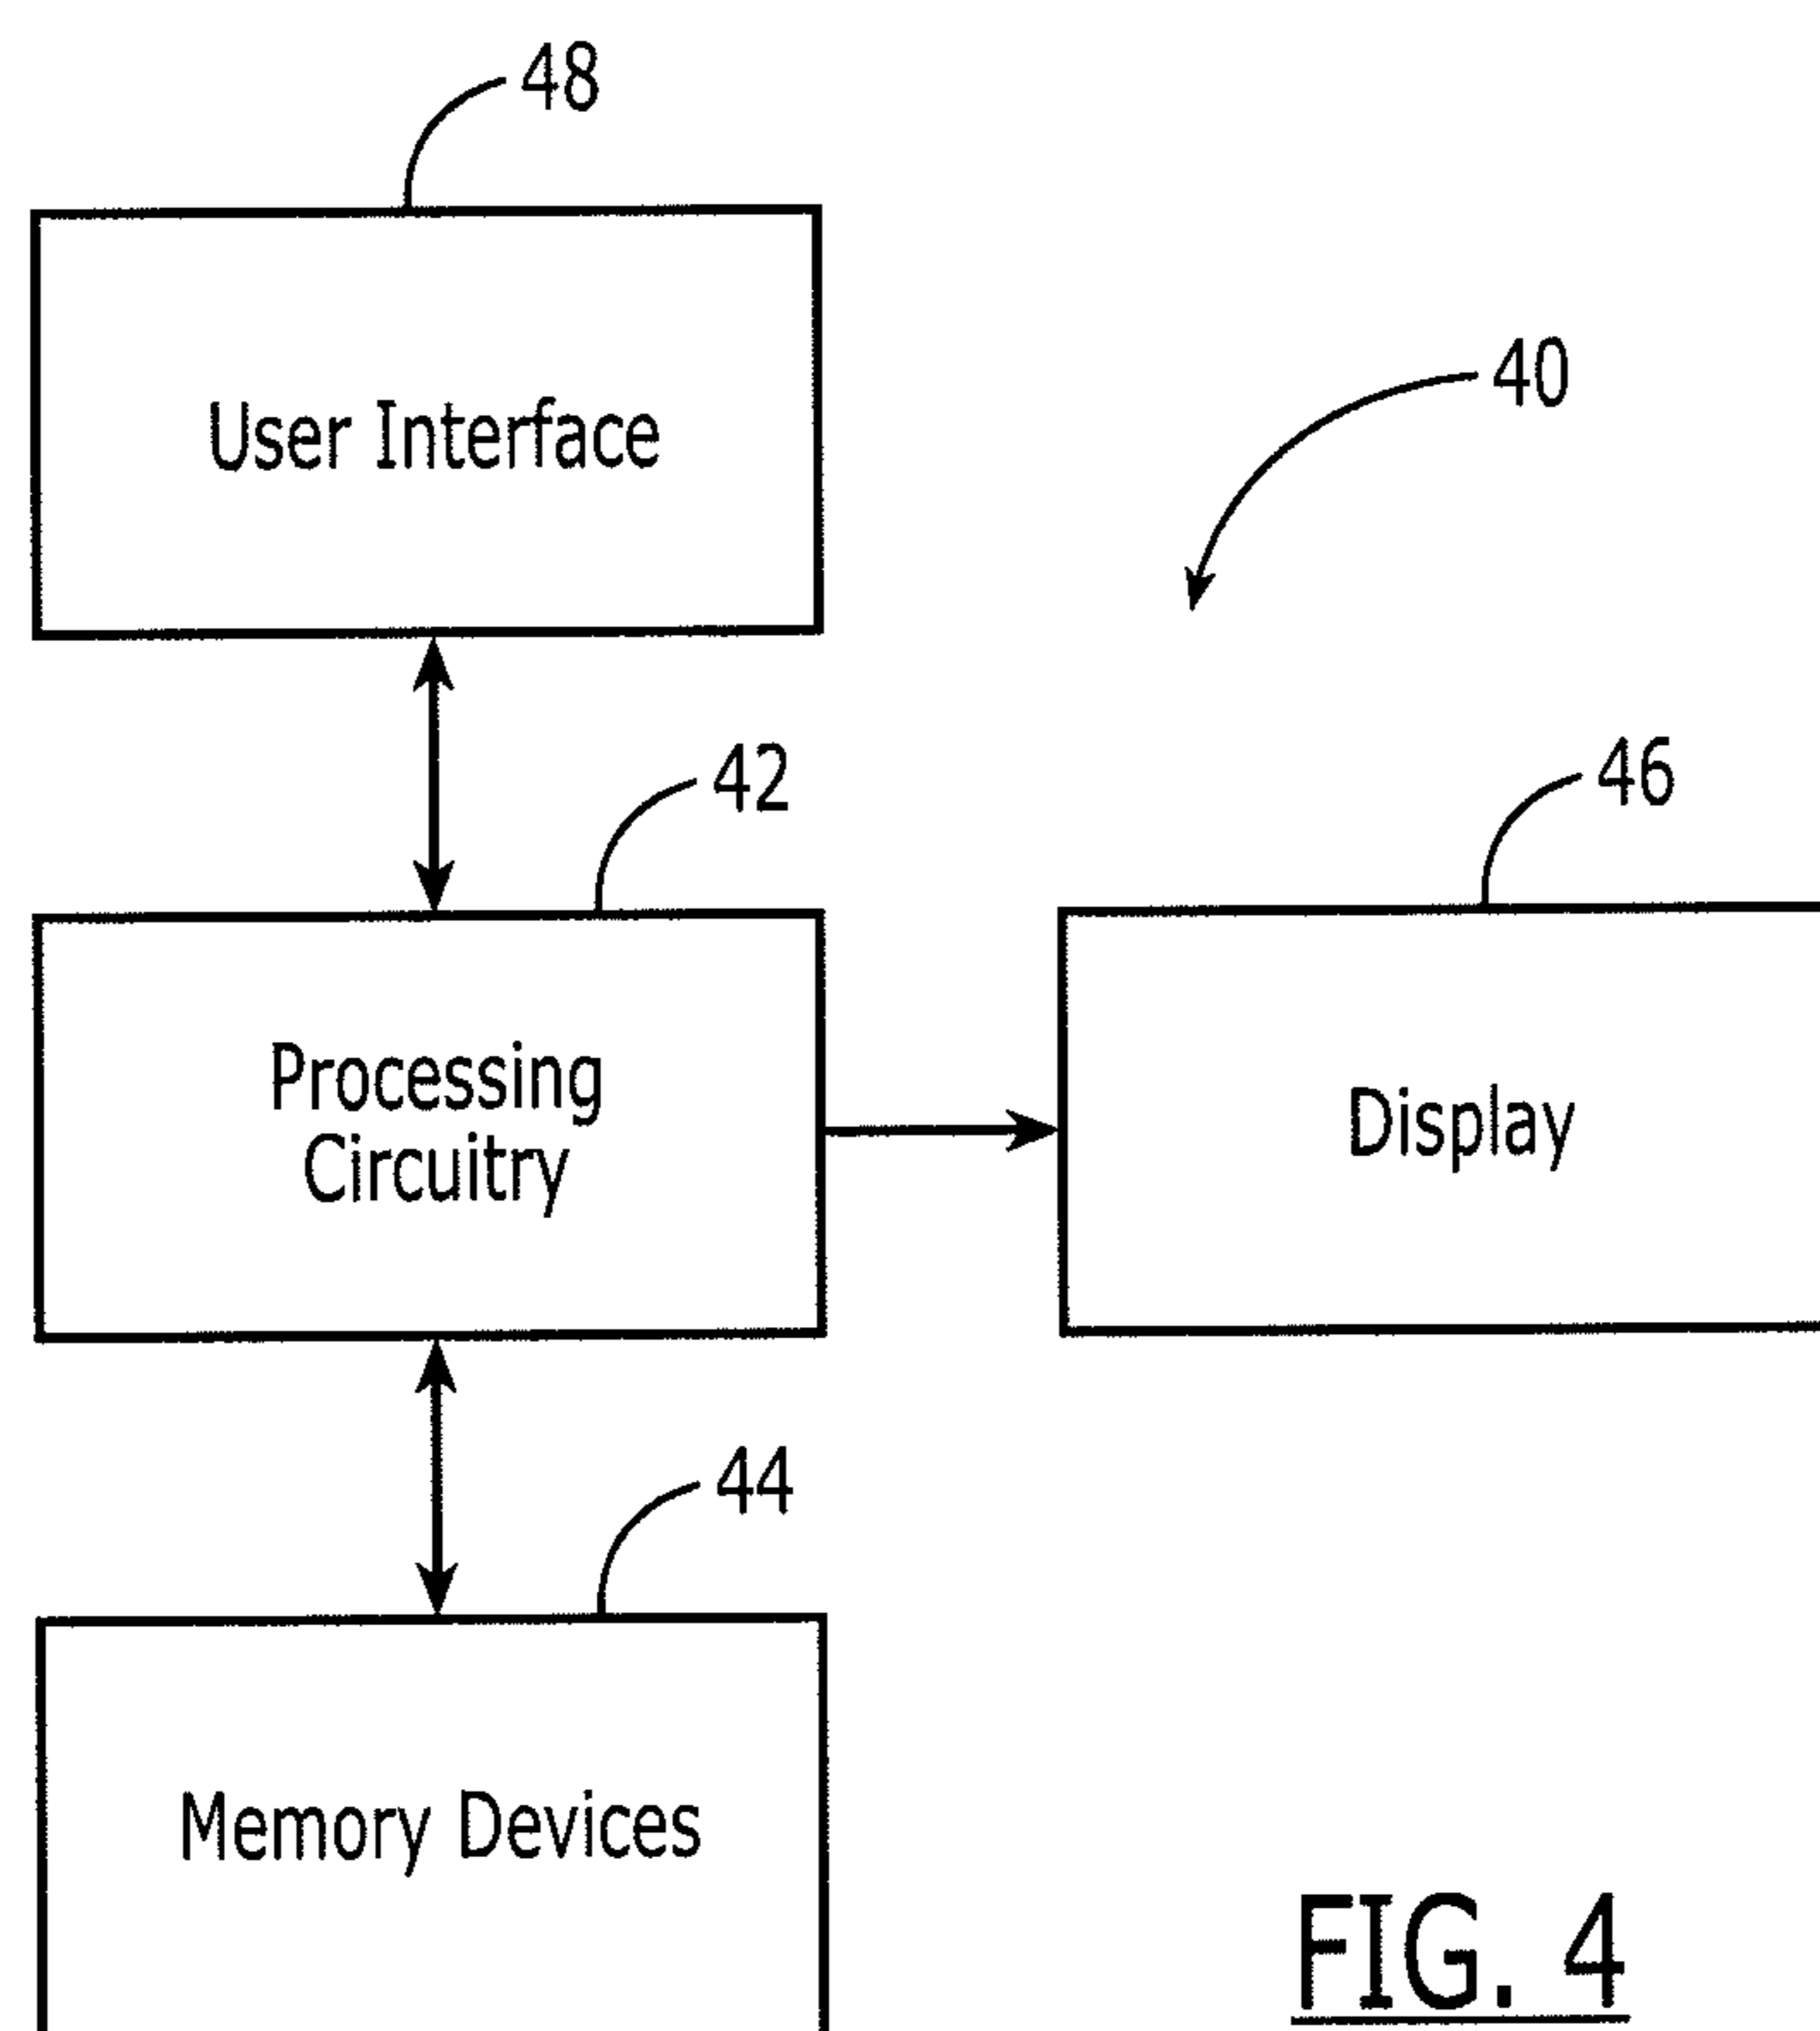 48
User Interface
40
42
46
Processing
Circuitry
Display
44
Memory Devices
FIG. 4